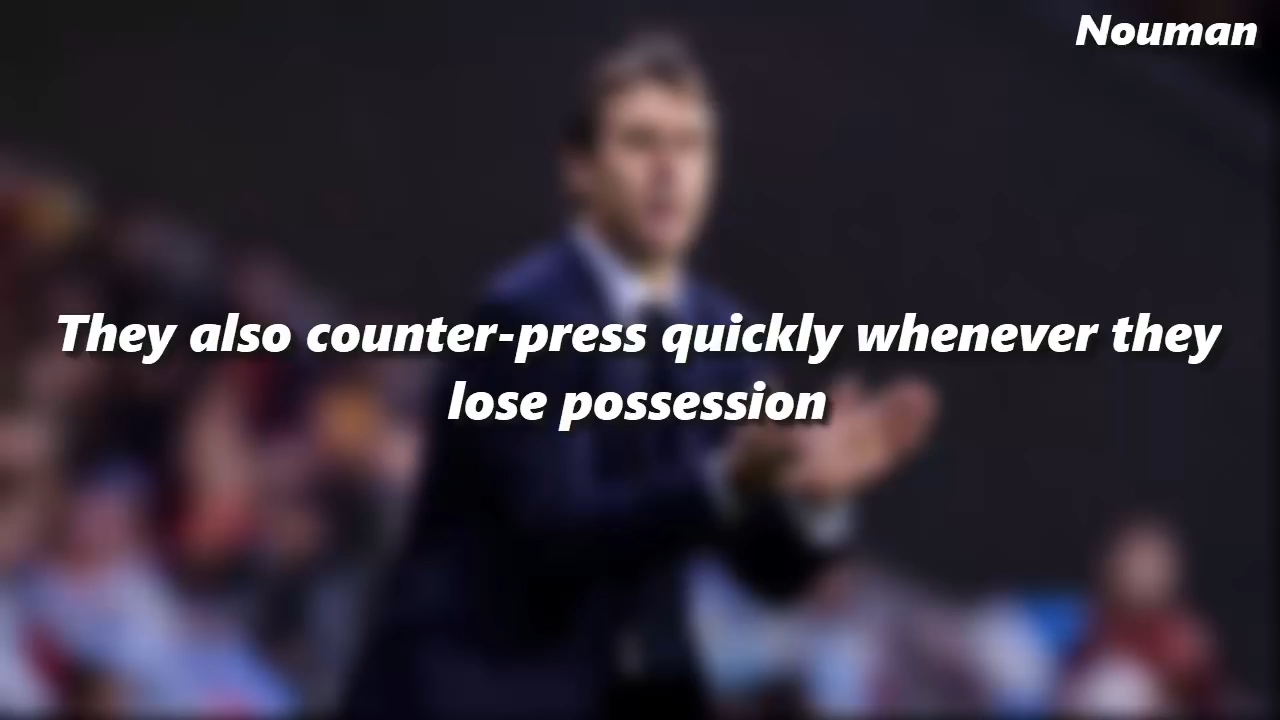 Nouman
They also counter-press quickly whenever they
lose possession